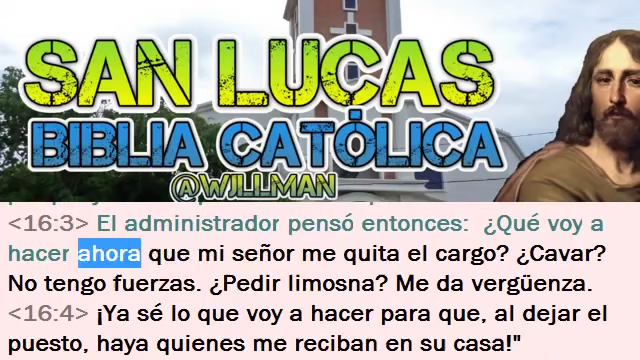 SAN LUCAS
BIBLIA CATÓLICA
@WJLLMAN
<16:3> El administrador pensó entonces:  ¿Qué voy a
hacer ahora que mi señor me quita el cargo? ¿Cavar?
No tengo fuerzas. ¿Pedir limosna? Me da vergüenza.
<16:4> ¡Ya sé lo que voy a hacer para que, al dejar el
puesto, haya quienes me reciban en su casa!"